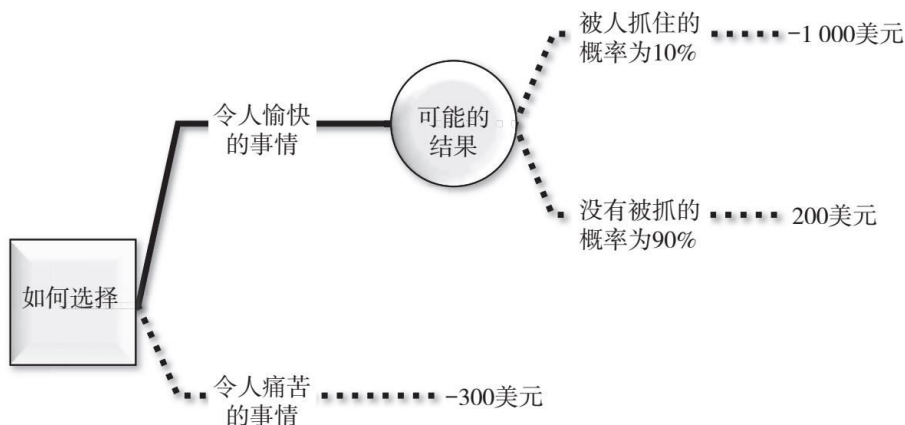 被人抓住的
概率为10%
-1 000美元
令人愉快
的事情
可能的
结果
没有被抓的
概率为90%
200美元
如何选择
令人痛苦
的事情
-300美元